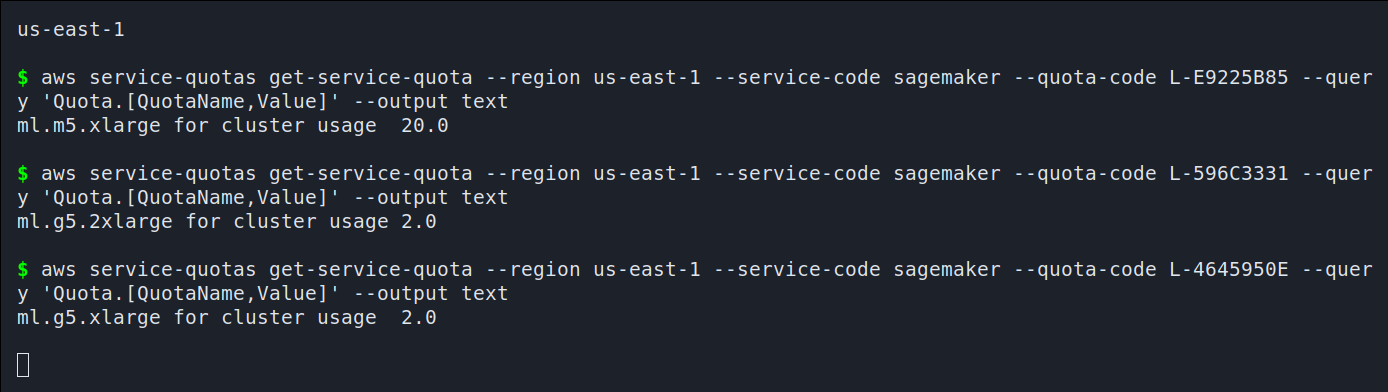 us-east-1
$ aws service-quotas get-service-quota --region us-east-1 --service-code sagemaker --quota-code L-E9225B85 --quer
y 'Quota.[QuotaName,Value]' --output text
ml.m5.xlarge for cluster usage  20.0
$ aws service-quotas get-service-quota --region us-east-1 --service-code sagemaker --quota-code L-596C3331 --quer
y 'Quota.[QuotaName,Value]' --output text
ml.g5.2xlarge for cluster usage 2.0
$ aws service-quotas get-service-quota --region us-east-1 --service-code sagemaker --quota-code L-4645950E --quer
y 'Quota.[QuotaName,Value]' --output text
ml.g5.xlarge for cluster usage  2.0